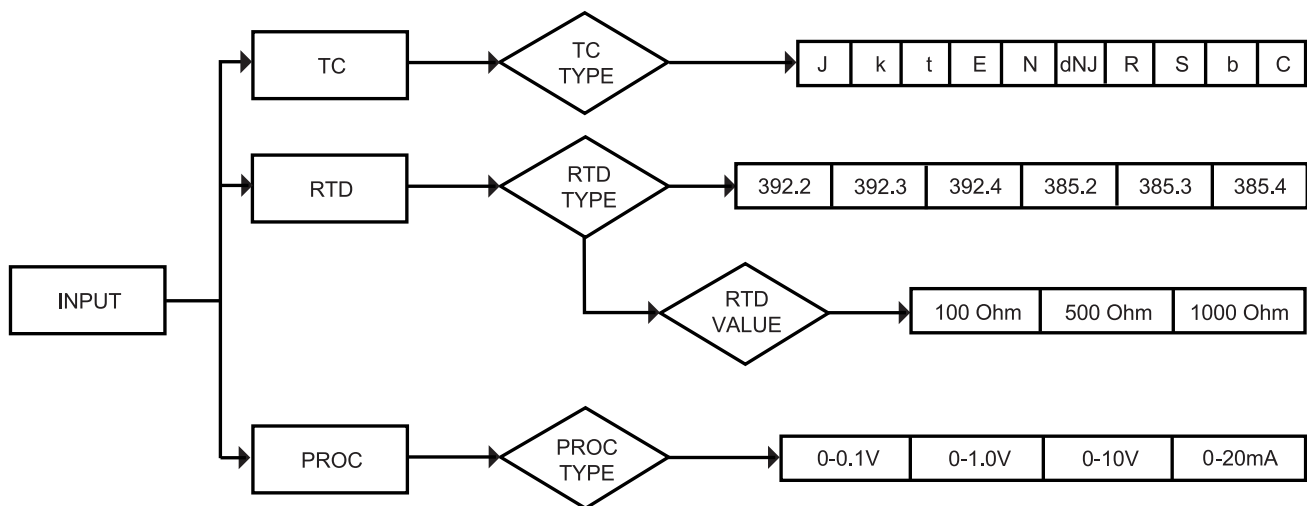 TC
TC
TYPE
J k t E N dNJ R S b C
RTD
RTD
TYPE
392.2 392.3 392.4 385.2 385.3 385.4
INPUT
RTD
VALUE
100 Ohm 500 Ohm 1000 Ohm
PROC
PROC
TYPE
0-0.1V 0-1.0V 0-10V 0-20mA